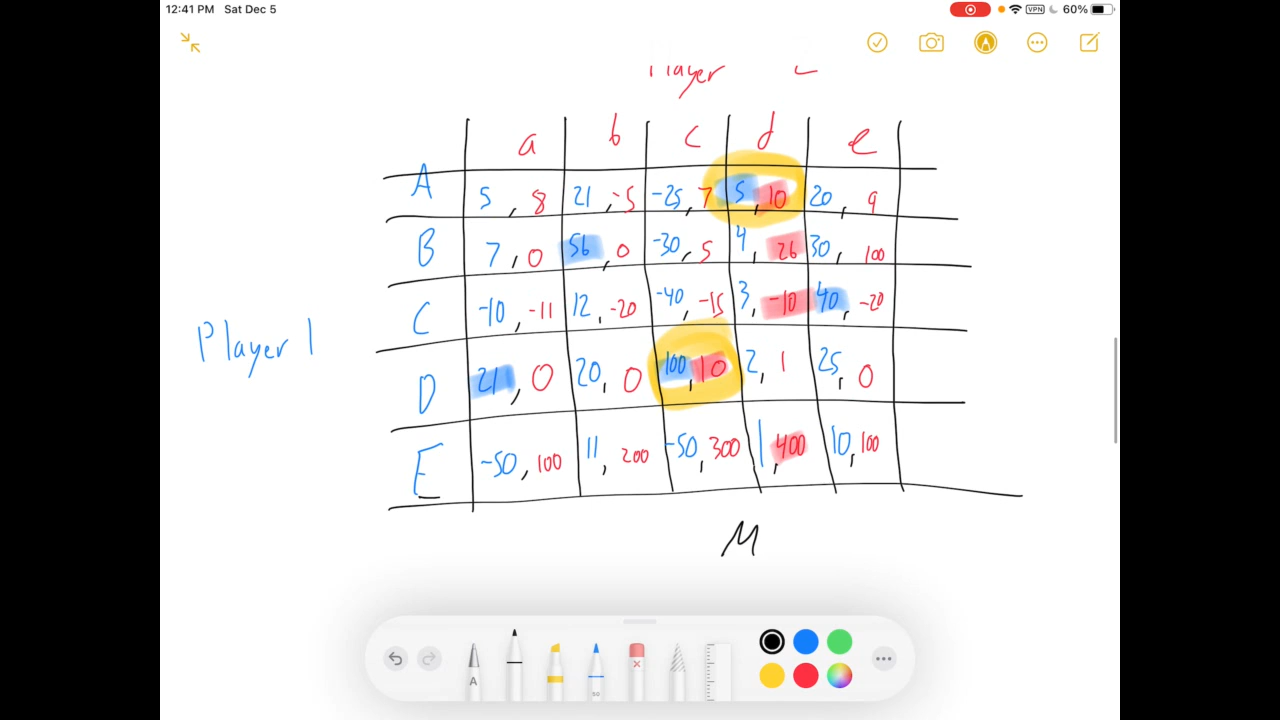 12:41 PM Sat Dec 5
VPN 60%
Player 2
a b c d e
A 5, 8 21, -5 -25, 7 5, 10 20, 9
B 7, 0 56, 0 -30, 5 4, 26 30, 100
C -10, -11 12, -20 -40, -15 3, -10 40, -20
Player 1
D 21, 0 20, 0 100, 10 2, 1 25, 0
E -50, 100 11, 200 -50, 300 1, 400 10, 100
M
A
50